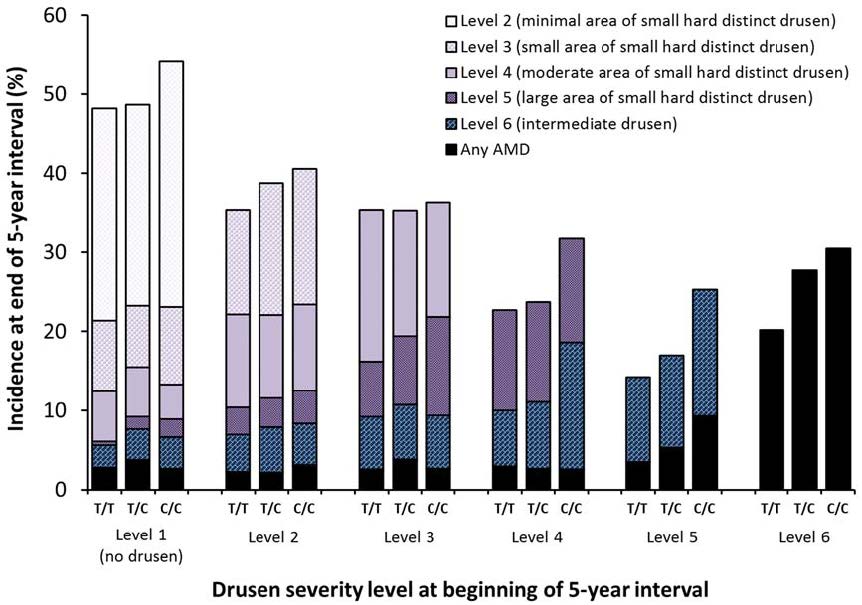 60
50
40
30
20
10
0
Incidence at end of 5-year interval (%)
Level 2 (minimal area of small hard distinct drusen)
Level 3 (small area of small hard distinct drusen)
Level 4 (moderate area of small hard distinct drusen)
Level 5 (large area of small hard distinct drusen)
Level 6 (intermediate drusen)
Any AMD
T/T T/C C/C T/T T/C C/C T/T T/C C/C T/T T/C C/C T/T T/C C/C T/T T/C C/C
Level 1 Level 2 Level 3 Level 4 Level 5 Level 6
(no drusen)
Drusen severity level at beginning of 5-year interval